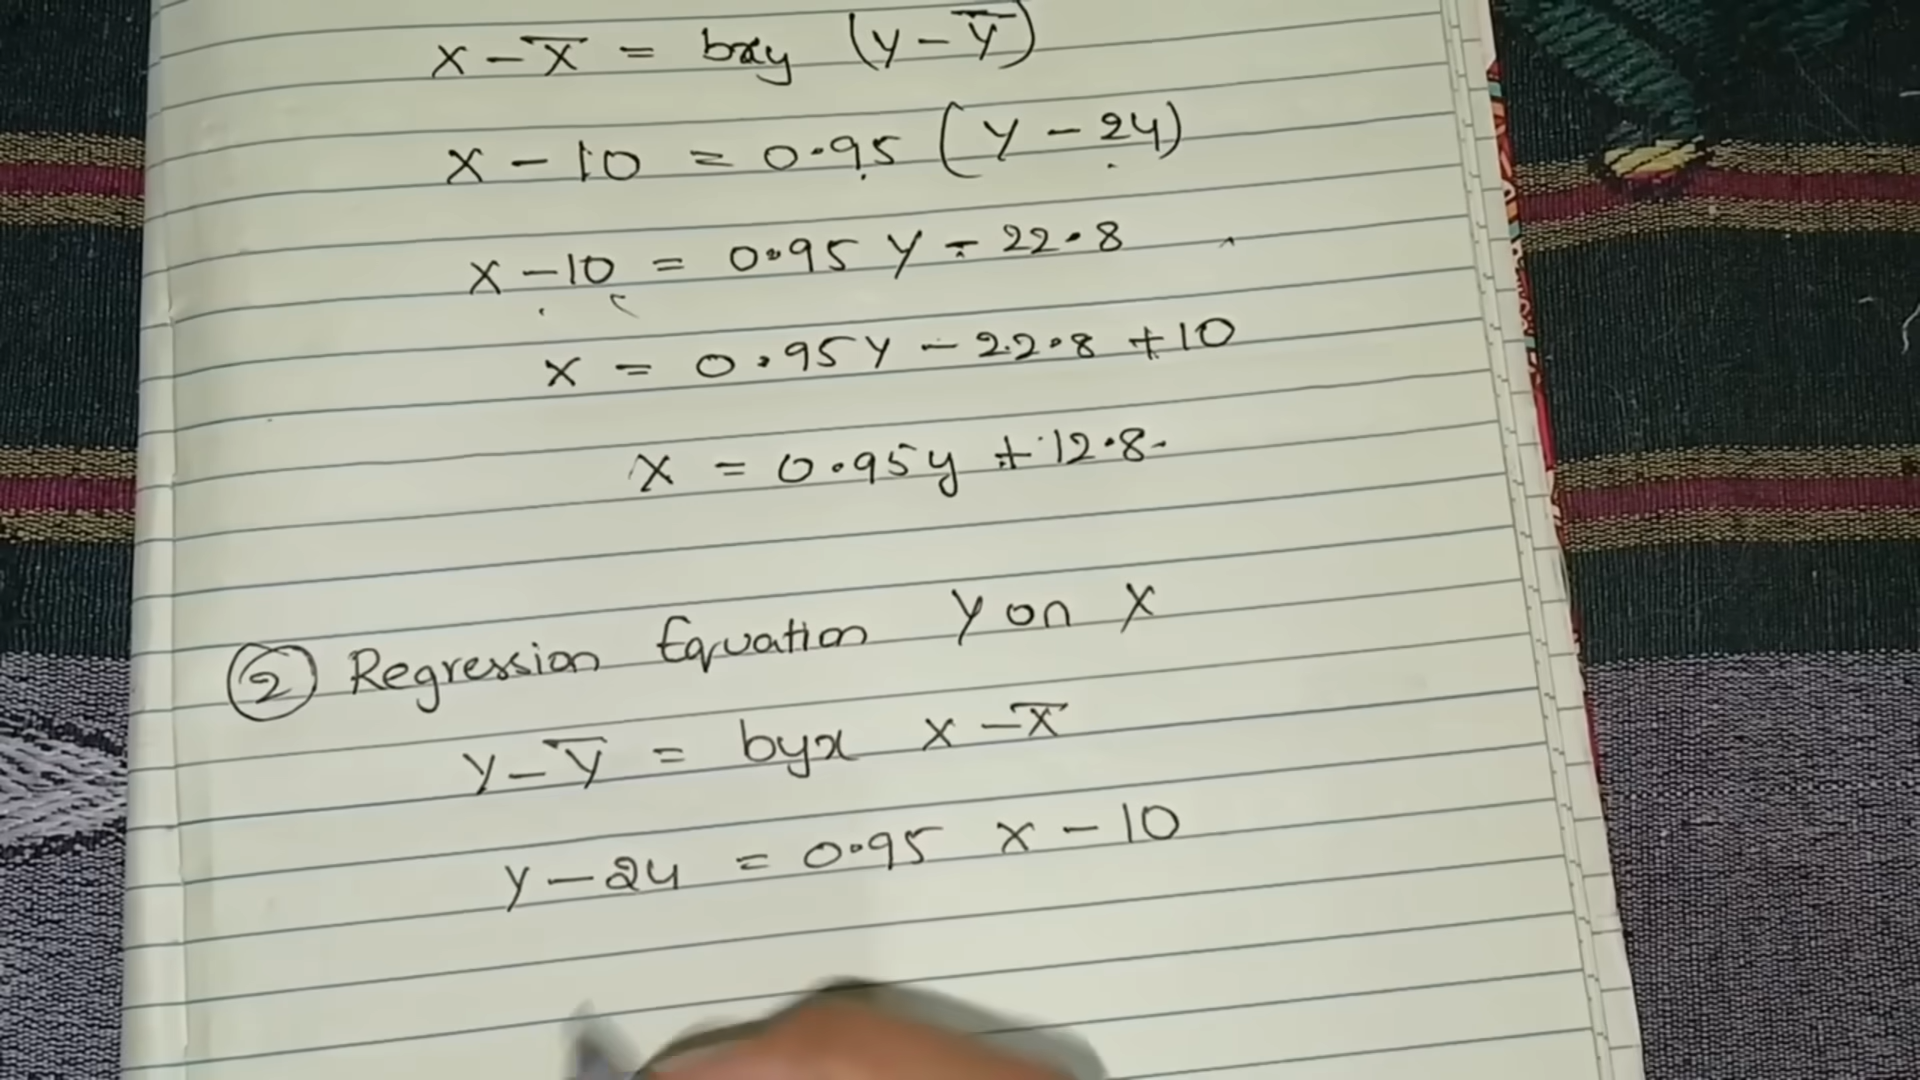 x - x̄ = bxy (y - ȳ)
x - 10 = 0.95 (y - 24)
x - 10 = 0.95 y - 22.8
x = 0.95y - 22.8 + 10
x = 0.95y + 12.8
② Regression Equation y on x
y - ȳ = byx x - x̄
y - 24 = 0.95 x - 10